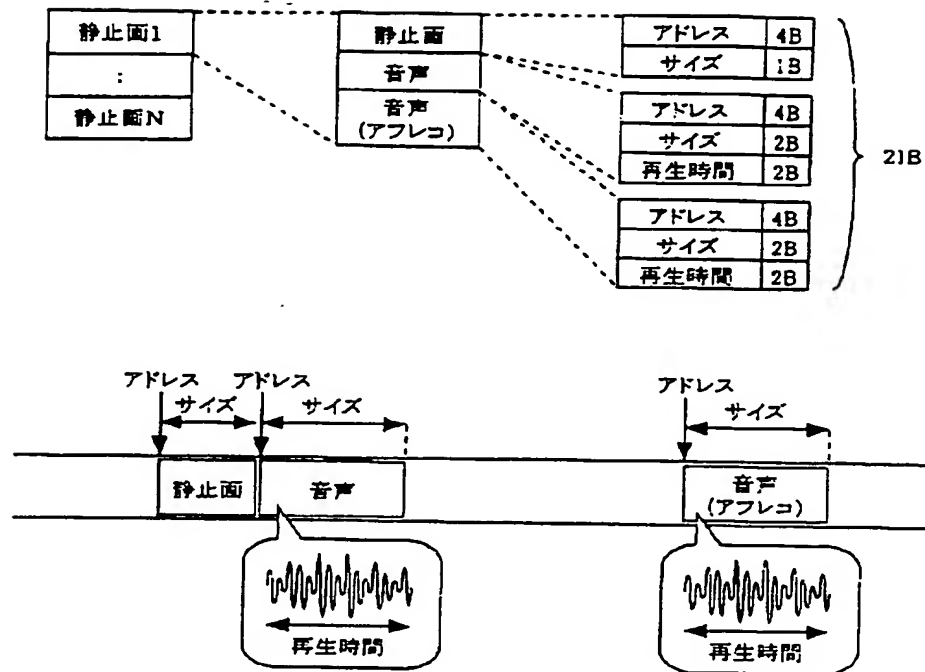 静止画1
:
静止画N
静止画
音声
音声
(アフレコ)
アドレス 4B
サイズ 1B
アドレス 4B
サイズ 2B
再生時間 2B
アドレス 4B
サイズ 2B
再生時間 2B
21B
アドレス アドレス
サイズ サイズ
静止画 音声
再生時間
アドレス
サイズ
音声
(アフレコ)
再生時間